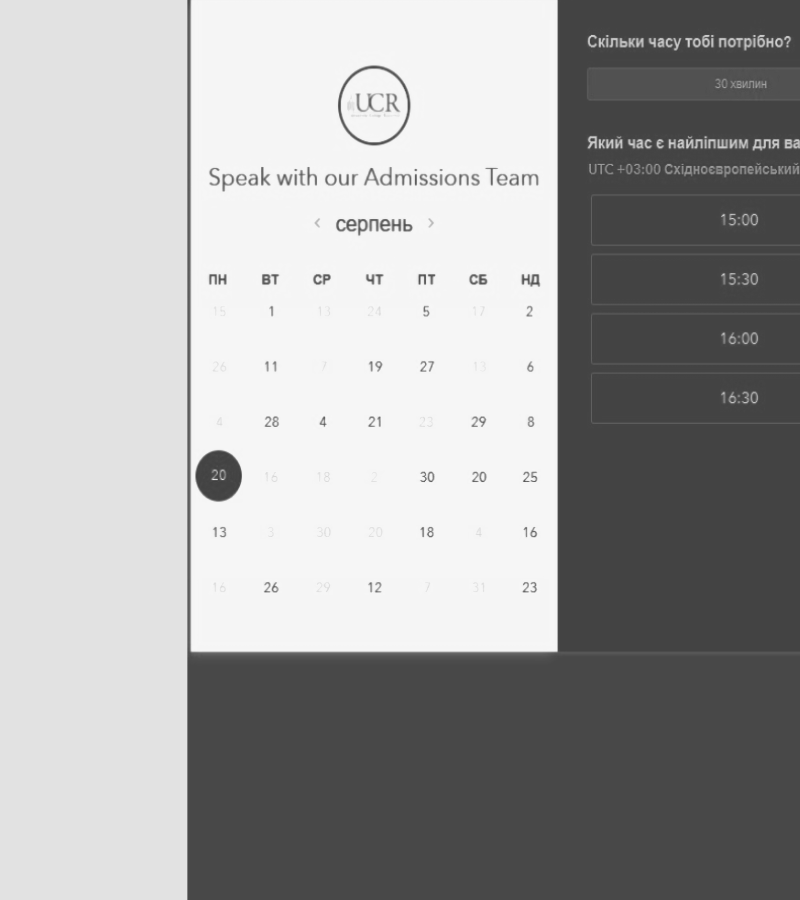 UCR
Speak with our Admissions Team
< серпень >
ПН ВТ СР ЧТ ПТ СБ НД
15 1 13 24 5 17 2
26 11 7 19 27 13 6
4 28 4 21 23 29 8
20 16 18 2 30 20 25
13 3 30 20 18 4 16
16 26 29 12 7 31 23
Скільки часу тобі потрібно?
30 хвилин
Який час є найліпшим для ва
UTC +03:00 Східноєвропейський
15:00
15:30
16:00
16:30